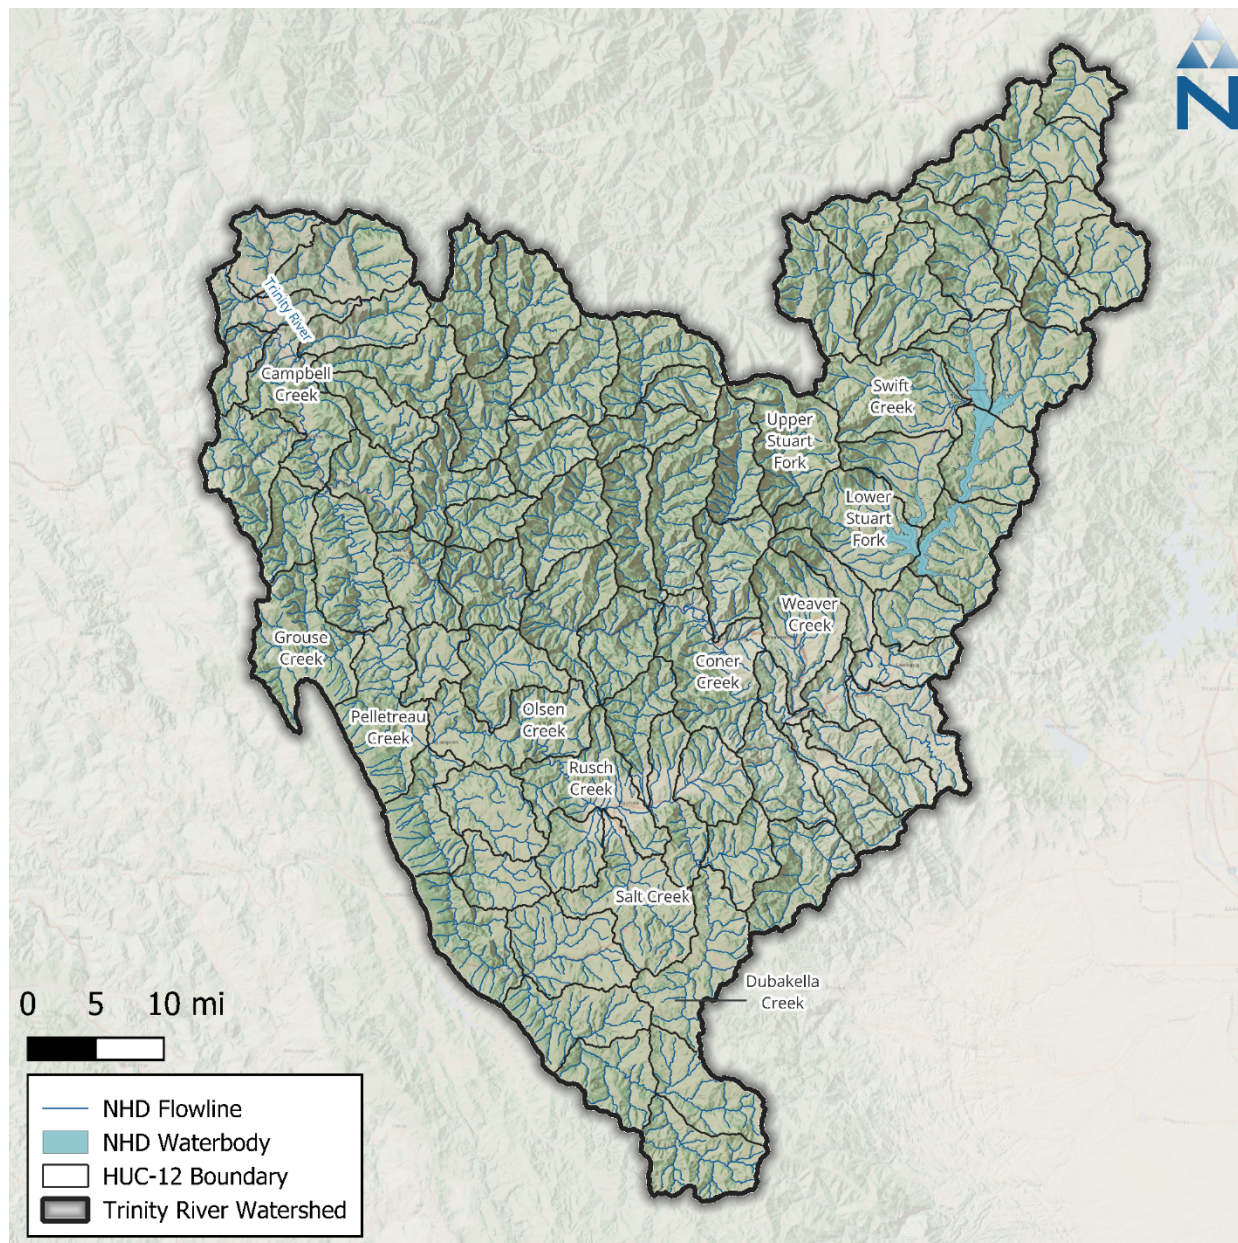 N
Trinity River
Campbell
Creek
Swift
Creek
Upper
Stuart
Fork
Lower
Stuart
Fork
Weaver
Creek
Grouse
Creek
Coner
Creek
Pelletreau
Creek
Olsen
Creek
Rusch
Creek
Salt Creek
Dubakella
Creek
0 5 10 mi
NHD Flowline
NHD Waterbody
HUC-12 Boundary
Trinity River Watershed